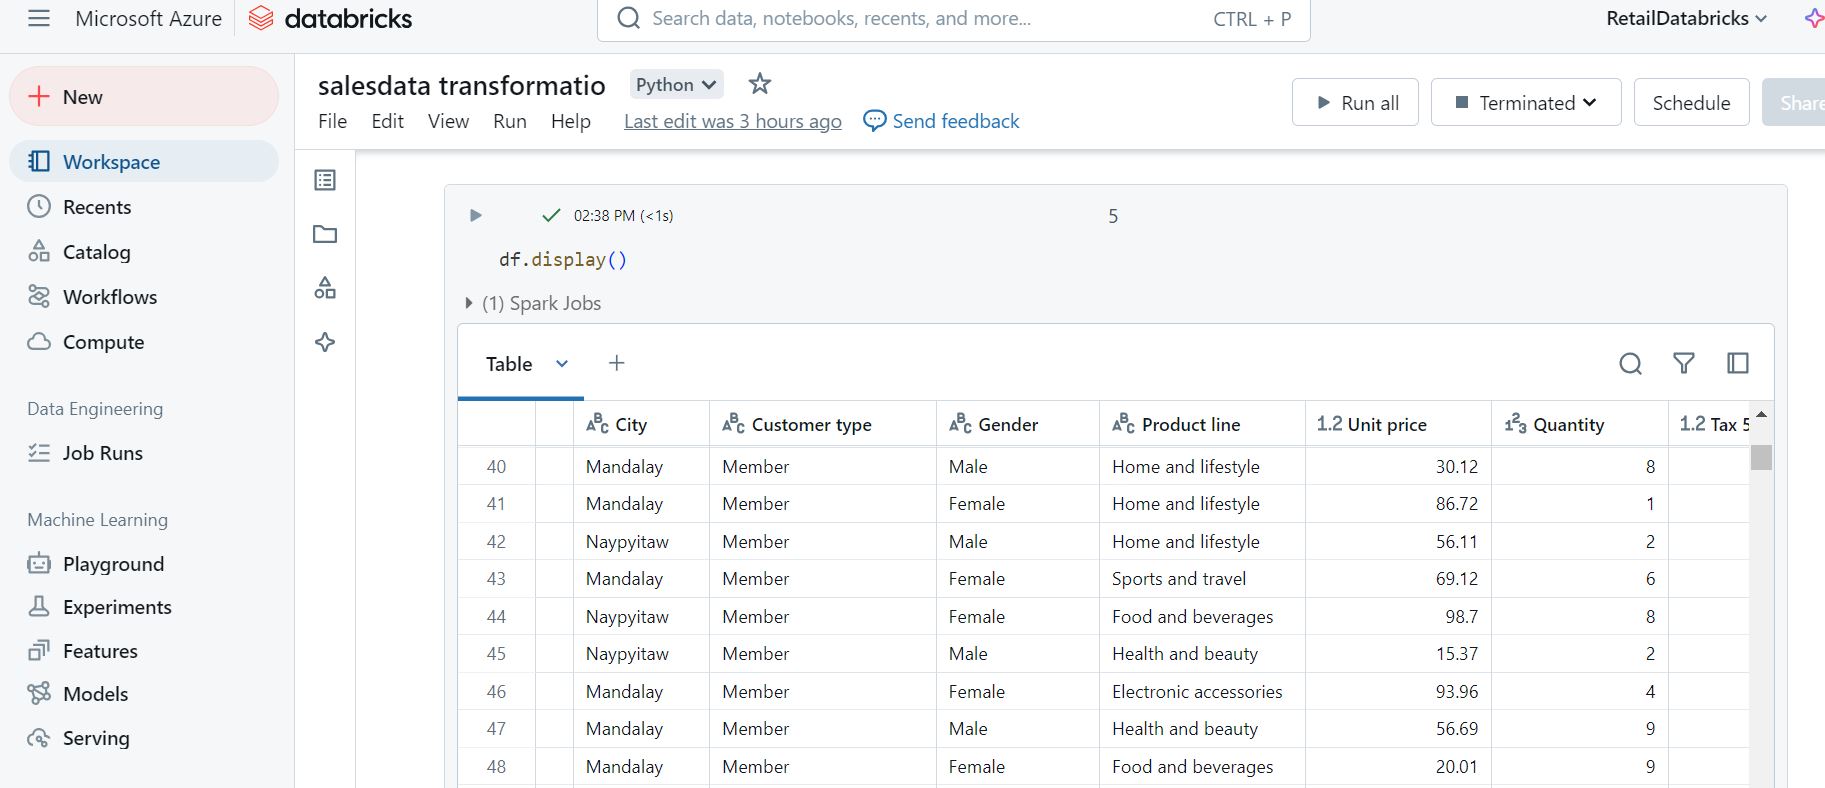 Microsoft Azure databricks Search data, notebooks, recents, and more... CTRL + P RetailDatabricks
New
Workspace
Recents
Catalog
Workflows
Compute
Data Engineering
Job Runs
Machine Learning
Playground
Experiments
Features
Models
Serving
salesdata transformatio Python
File Edit View Run Help Last edit was 3 hours ago Send feedback
Run all Terminated Schedule Share
02:38 PM (<1s) 5
df.display()
(1) Spark Jobs
Table
ABC City ABC Customer type ABC Gender ABC Product line 1.2 Unit price 123 Quantity 1.2 Tax 5
40 Mandalay Member Male Home and lifestyle 30.12 8
41 Mandalay Member Female Home and lifestyle 86.72 1
42 Naypyitaw Member Male Home and lifestyle 56.11 2
43 Mandalay Member Female Sports and travel 69.12 6
44 Naypyitaw Member Female Food and beverages 98.7 8
45 Naypyitaw Member Male Health and beauty 15.37 2
46 Mandalay Member Female Electronic accessories 93.96 4
47 Mandalay Member Male Health and beauty 56.69 9
48 Mandalay Member Female Food and beverages 20.01 9